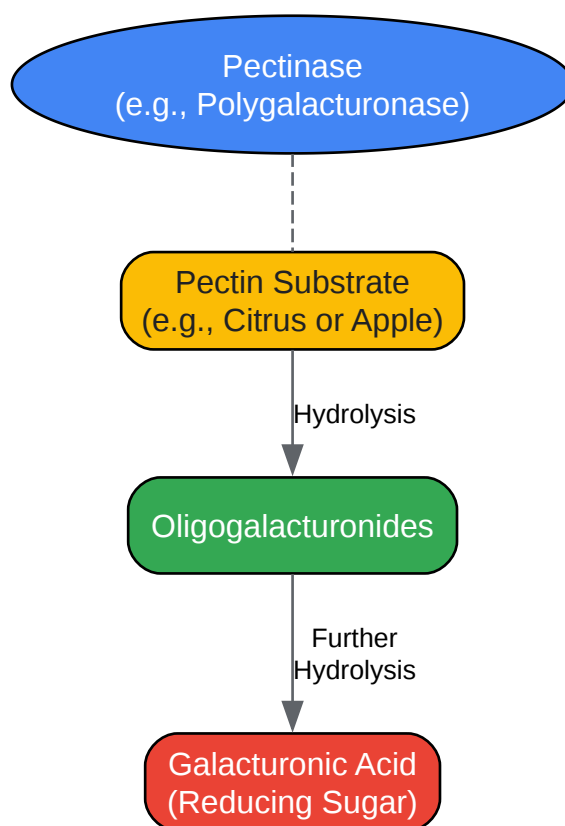 Pectinase
(e.g., Polygalacturonase)
Pectin Substrate
(e.g., Citrus or Apple)
Hydrolysis
Oligogalacturonides
Further
Hydrolysis
Galacturonic Acid
(Reducing Sugar)